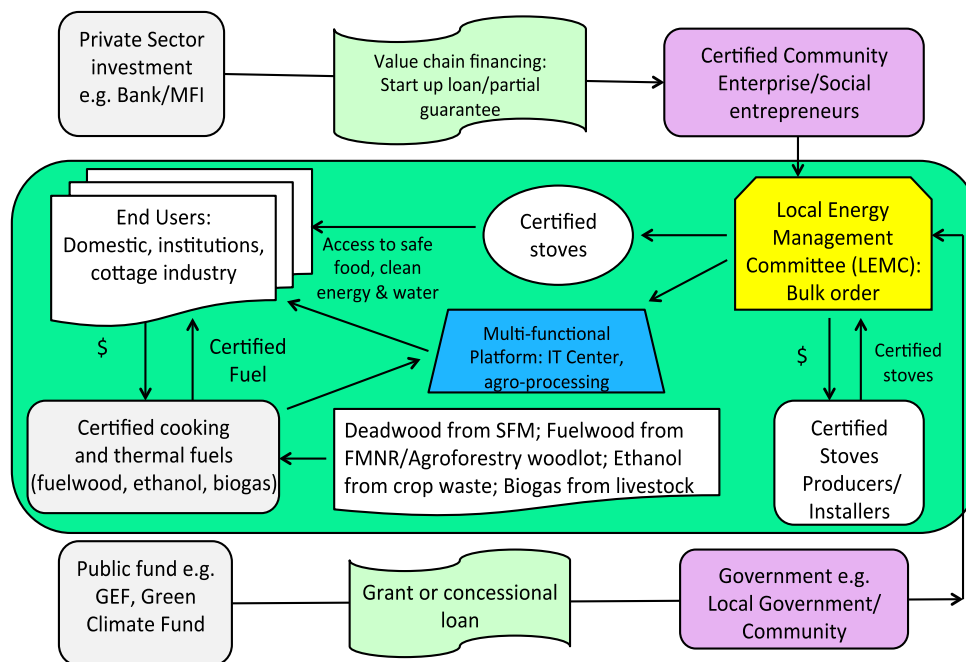 Private Sector
investment
e.g. Bank/MFI
Value chain financing:
Start up loan/partial
guarantee
Certified Community
Enterprise/Social
entrepreneurs
End Users:
Domestic, institutions,
cottage industry
Certified
stoves
Access to safe
food, clean
energy & water
Local Energy
Management
Committee (LEMC):
Bulk order
Multi-functional
Platform: IT Center,
agro-processing
$
Certified
Fuel
$
Certified
stoves
Certified cooking
and thermal fuels
(fuelwood, ethanol, biogas)
Deadwood from SFM; Fuelwood from
FMNR/Agroforestry woodlot; Ethanol
from crop waste; Biogas from livestock
Certified
Stoves
Producers/
Installers
Public fund e.g.
GEF, Green
Climate Fund
Grant or concessional
loan
Government e.g.
Local Government/
Community